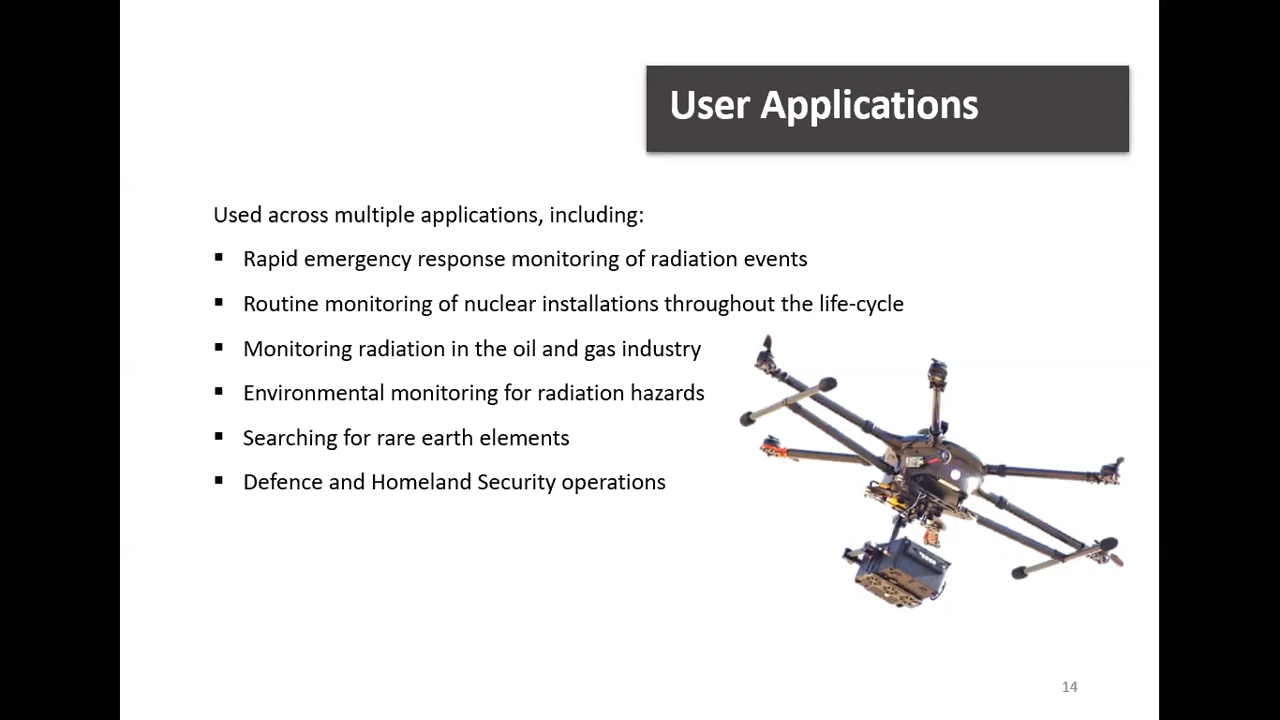 User Applications
Used across multiple applications, including:
▪ Rapid emergency response monitoring of radiation events
▪ Routine monitoring of nuclear installations throughout the life-cycle
▪ Monitoring radiation in the oil and gas industry
▪ Environmental monitoring for radiation hazards
▪ Searching for rare earth elements
▪ Defence and Homeland Security operations
14